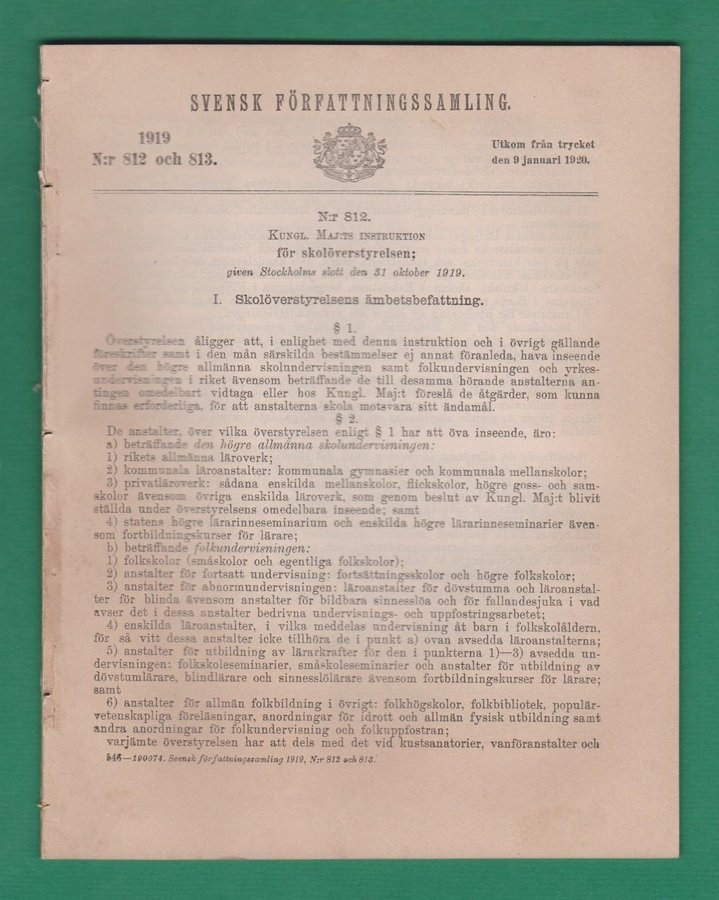 SVENSK FÖRFATTNINGSSAMLING.
1919
N:r 812 och 813.
Utkom från trycket
den 9 januari 1920.
N:r 812.
KUNGL. MAJ:TS INSTRUKTION
för skolöverstyrelsen;
given Stockholms slott den 31 oktober 1919.
I. Skolöverstyrelsens ämbetsbefattning.
§ 1.
Överstyrelsen åligger att, i enlighet med denna instruktion och i övrigt gällande
föreskrifter samt i den mån särskilda bestämmelser ej annat föranleda, hava inseende
över den högre allmänna skolundervisningen samt folkundervisningen och yrkes-
undervisningen i riket ävensom beträffande de till desamma hörande anstalterna an-
tingen omedelbart vidtaga eller hos Kungl. Maj:t föreslå de åtgärder, som kunna
finnas erforderliga, för att anstalterna skola motsvara sitt ändamål.
§ 2.
De anstalter, över vilka överstyrelsen enligt § 1 har att öva inseende, äro:
a) beträffande den högre allmänna skolundervisningen:
1) rikets allmänna läroverk;
2) kommunala läroanstalter: kommunala gymnasier och kommunala mellanskolor;
3) privatläroverk: sådana enskilda mellanskolor, flickskolor, högre goss- och sam-
skolor ävensom övriga enskilda läroverk, som genom beslut av Kungl. Maj:t blivit
ställda under överstyrelsens omedelbara inseende; samt
4) statens högre lärarinneseminarium och enskilda högre lärarinneseminarier även-
som fortbildningskurser för lärare;
b) beträffande folkundervisningen:
1) folkskolor (småskolor och egentliga folkskolor);
2) anstalter för fortsatt undervisning: fortsättningsskolor och högre folkskolor;
3) anstalter för abnormundervisningen: läroanstalter för dövstumma och läroanstal-
ter för blinda ävensom anstalter för bildbara sinnesslöa och för fallandesjuka i vad
avser det i dessa anstalter bedrivna undervisnings- och uppfostringsarbetet;
4) enskilda läroanstalter, i vilka meddelas undervisning åt barn i folkskolåldern,
för så vitt dessa anstalter icke tillhöra de i punkt a) ovan avsedda läroanstalterna;
5) anstalter för utbildning av lärarkrafter för den i punkterna 1)—3) avsedda un-
dervisningen: folkskoleseminarier, småskoleseminarier och anstalter för utbildning av
dövstumlärare, blindlärare och sinnesslölärare ävensom fortbildningskurser för lärare;
samt
6) anstalter för allmän folkbildning i övrigt: folkhögskolor, folkbibliotek, populär-
vetenskapliga föreläsningar, anordningar för idrott och allmän fysisk utbildning samt
andra anordningar för folkundervisning och folkuppfostran;
varjämte överstyrelsen har att dels med det vid kustsanatorier, vanföranstalter och
546—190074. Svensk författningssamling 1919, N:r 812 och 813.